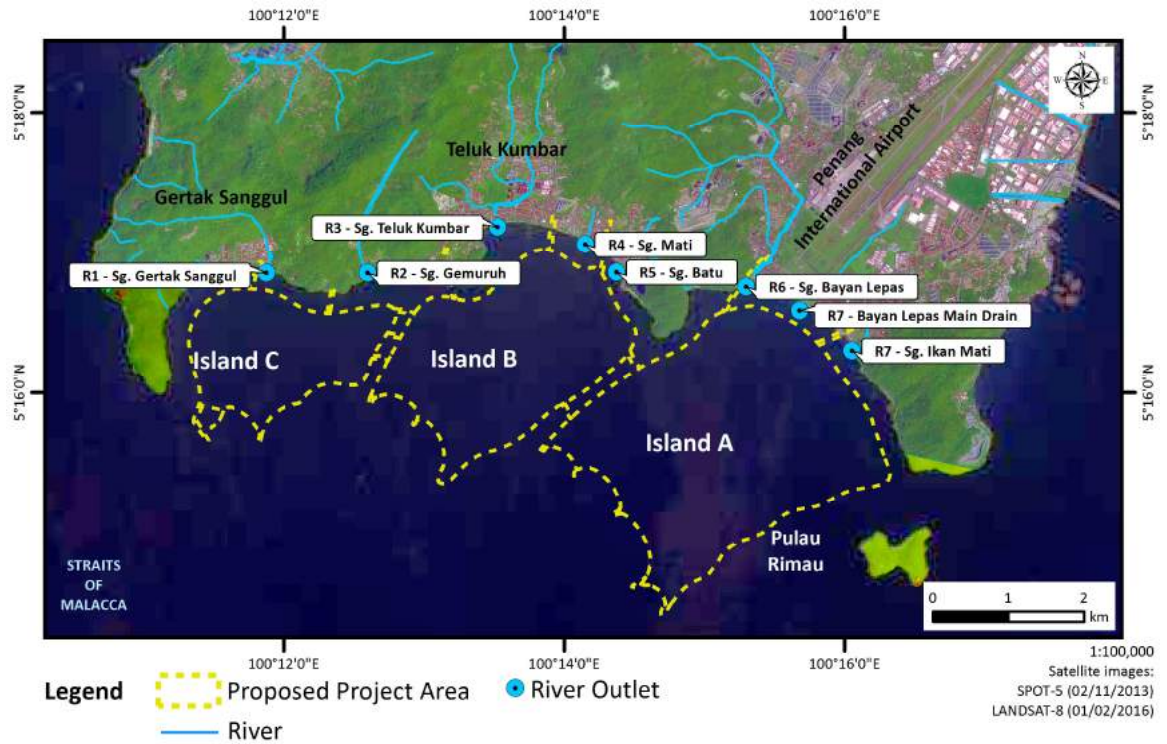 100°12'0"E
100°14'0"E
100°16'0"E
N
W
E
S
5°18'0"N
5°18'0"N
Teluk Kumbar
Penang
International Airport
Gertak Sanggul
R3 - Sg. Teluk Kumbar
R4 - Sg. Mati
R1 - Sg. Gertak Sanggul
R2 - Sg. Gemuruh
R5 - Sg. Batu
R6 - Sg. Bayan Lepas
R7 - Bayan Lepas Main Drain
R7 - Sg. Ikan Mati
Island C
Island B
5°16'0"N
5°16'0"N
Island A
Pulau
Rimau
STRAITS
OF
MALACCA
0 1 2
km
100°12'0"E
100°14'0"E
100°16'0"E
1:100,000
Legend
Proposed Project Area
River Outlet
River
Satellite images:
SPOT-5 (02/11/2013)
LANDSAT-8 (01/02/2016)